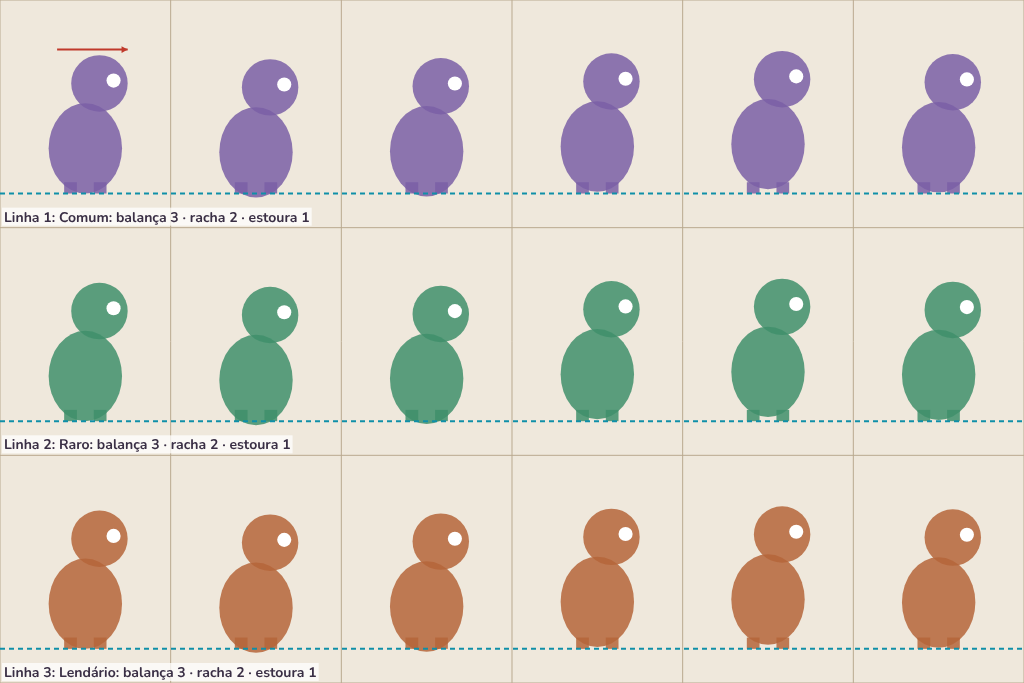 Linha 1: Comum: balança 3 · racha 2 · estoura 1
Linha 2: Raro: balança 3 · racha 2 · estoura 1
Linha 3: Lendário: balança 3 · racha 2 · estoura 1